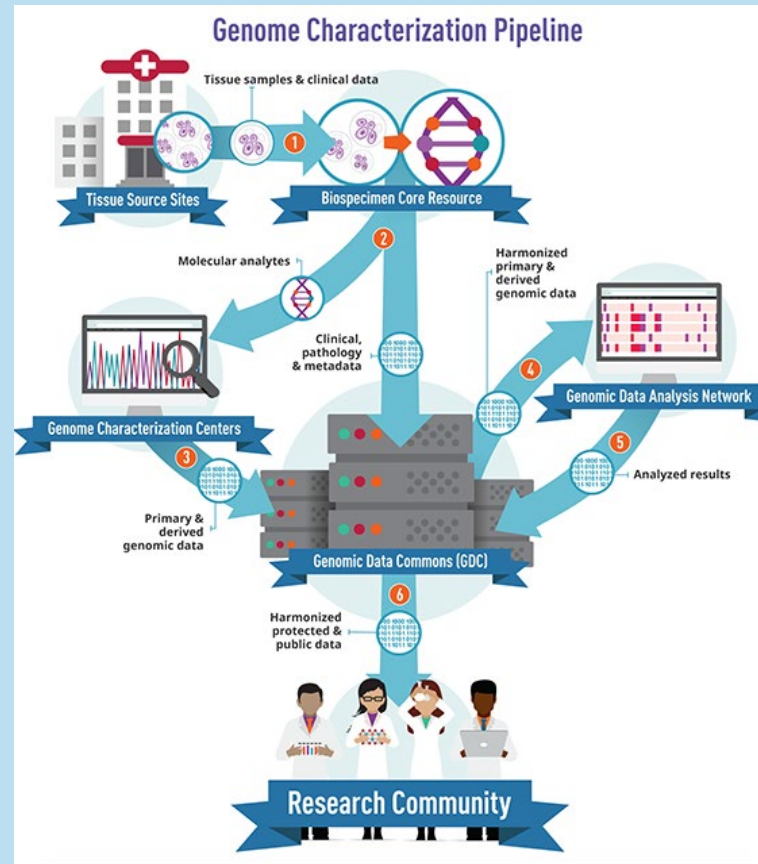 Genome Characterization Pipeline
Tissue samples & clinical data
1
Tissue Source Sites
Biospecimen Core Resource
2
Molecular analytes
Harmonized
primary &
derived
genomic data
Clinical,
pathology
& metadata
4
Genome Characterization Centers
Genomic Data Analysis Network
3
5
Analyzed results
Primary &
derived
genomic data
Genomic Data Commons (GDC)
6
Harmonized
protected &
public data
Research Community